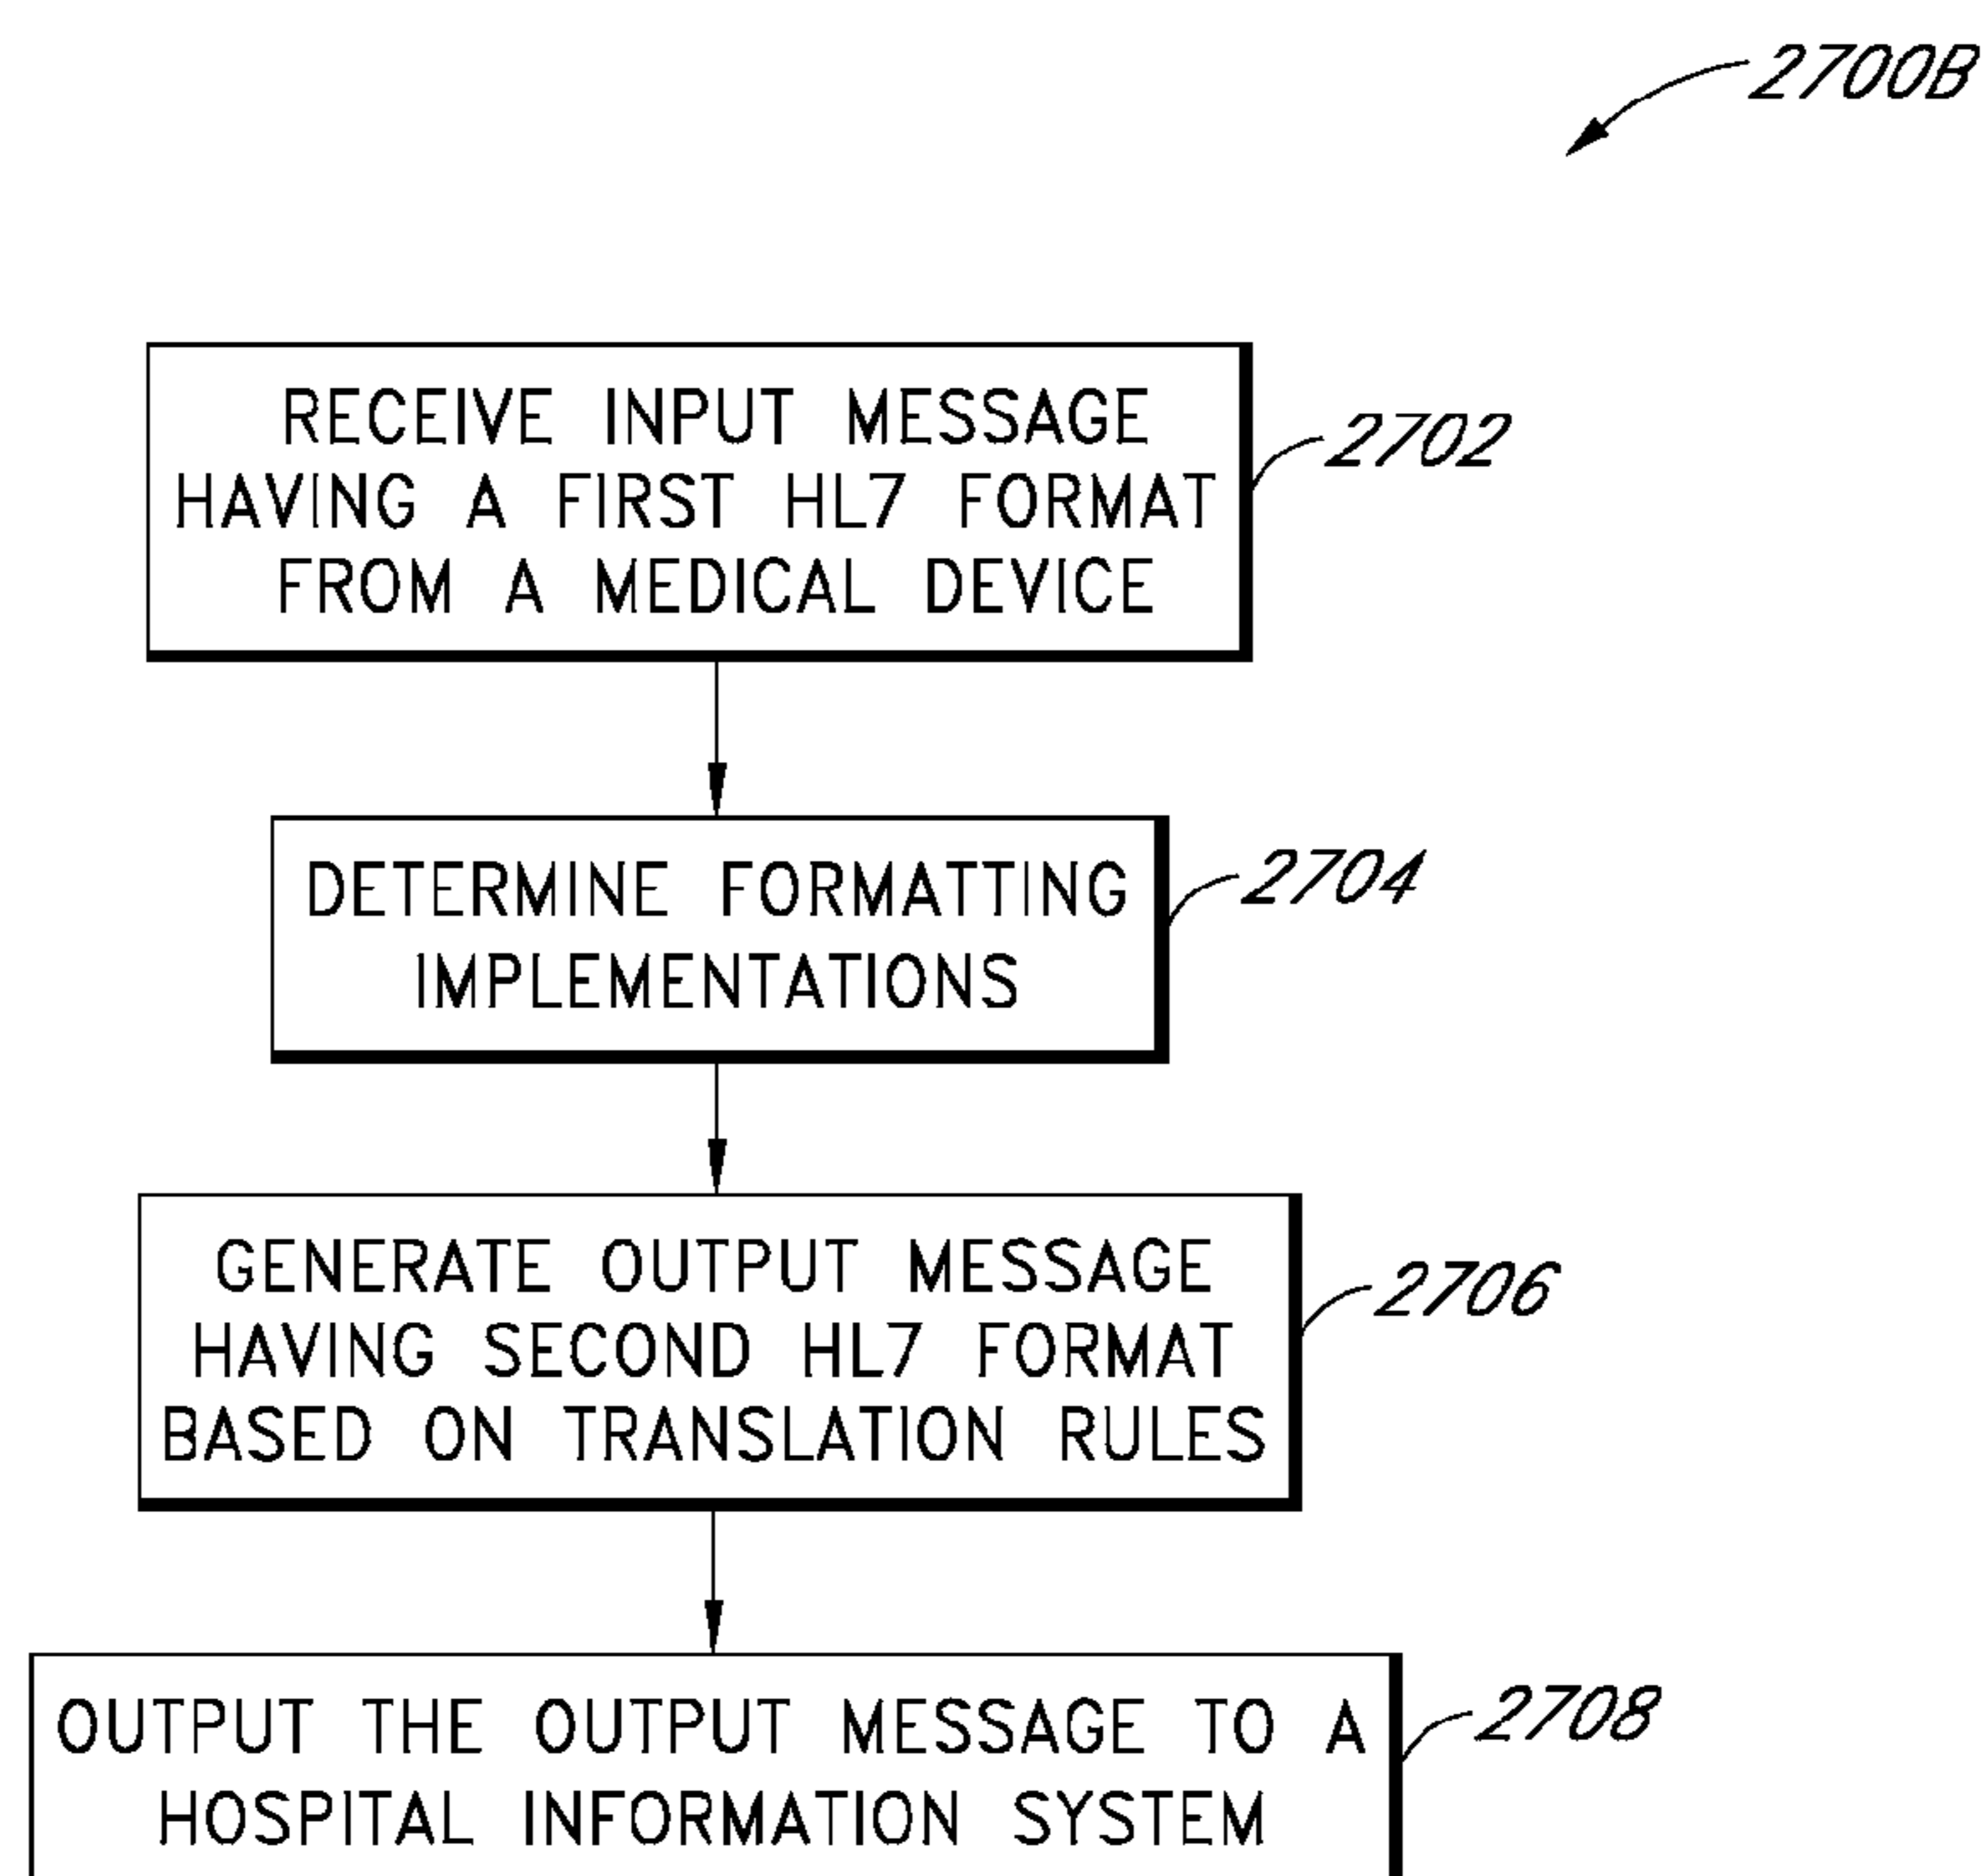 2700B
RECEIVE INPUT MESSAGE
HAVING A FIRST HL7 FORMAT
FROM A MEDICAL DEVICE
2702
DETERMINE FORMATTING
IMPLEMENTATIONS
2704
GENERATE OUTPUT MESSAGE
HAVING SECOND HL7 FORMAT
BASED ON TRANSLATION RULES
2706
OUTPUT THE OUTPUT MESSAGE TO A
HOSPITAL INFORMATION SYSTEM
2708